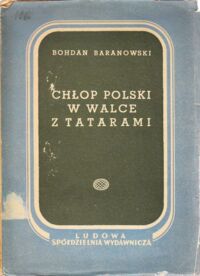 BOHDAN BARANOWSKI
CHŁOP POLSKI
W WALCE
Z TATARAMI
LUDOWA
SPÓŁDZIELNIA WYDAWNICZA